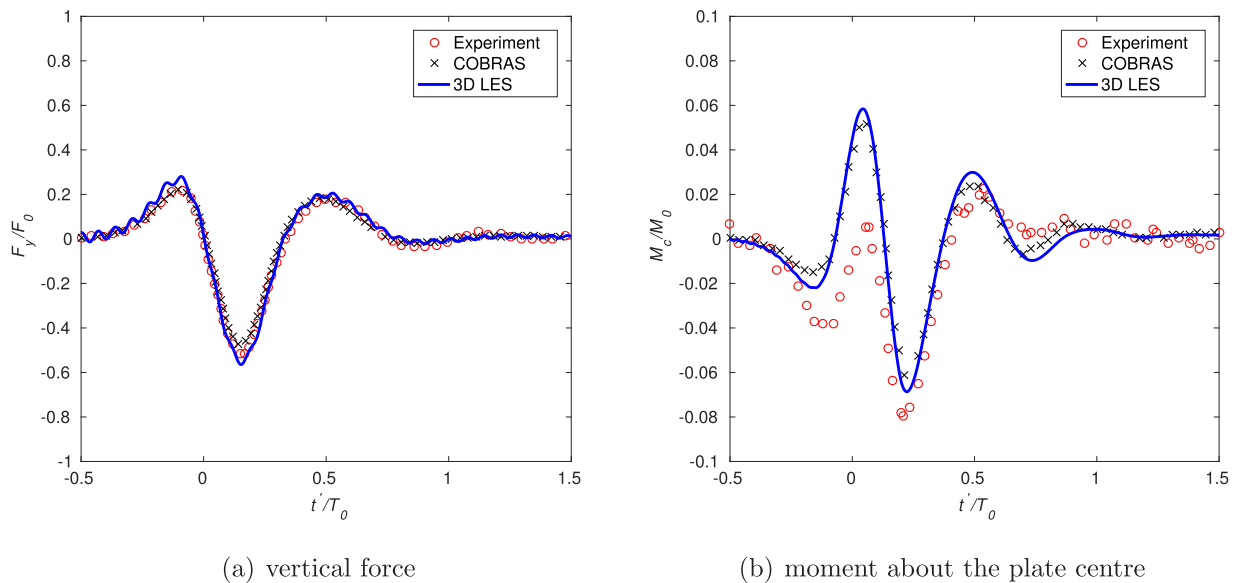 1
0.8
0.6
0.4
0.2
0
-0.2
-0.4
-0.6
-0.8
-1
F_y/F_0
-0.5 0 0.5 1 1.5
t'/T_0
Experiment
COBRAS
3D LES
(a) vertical force
0.1
0.08
0.06
0.04
0.02
0
-0.02
-0.04
-0.06
-0.08
-0.1
M_c/M_0
-0.5 0 0.5 1 1.5
t'/T_0
Experiment
COBRAS
3D LES
(b) moment about the plate centre